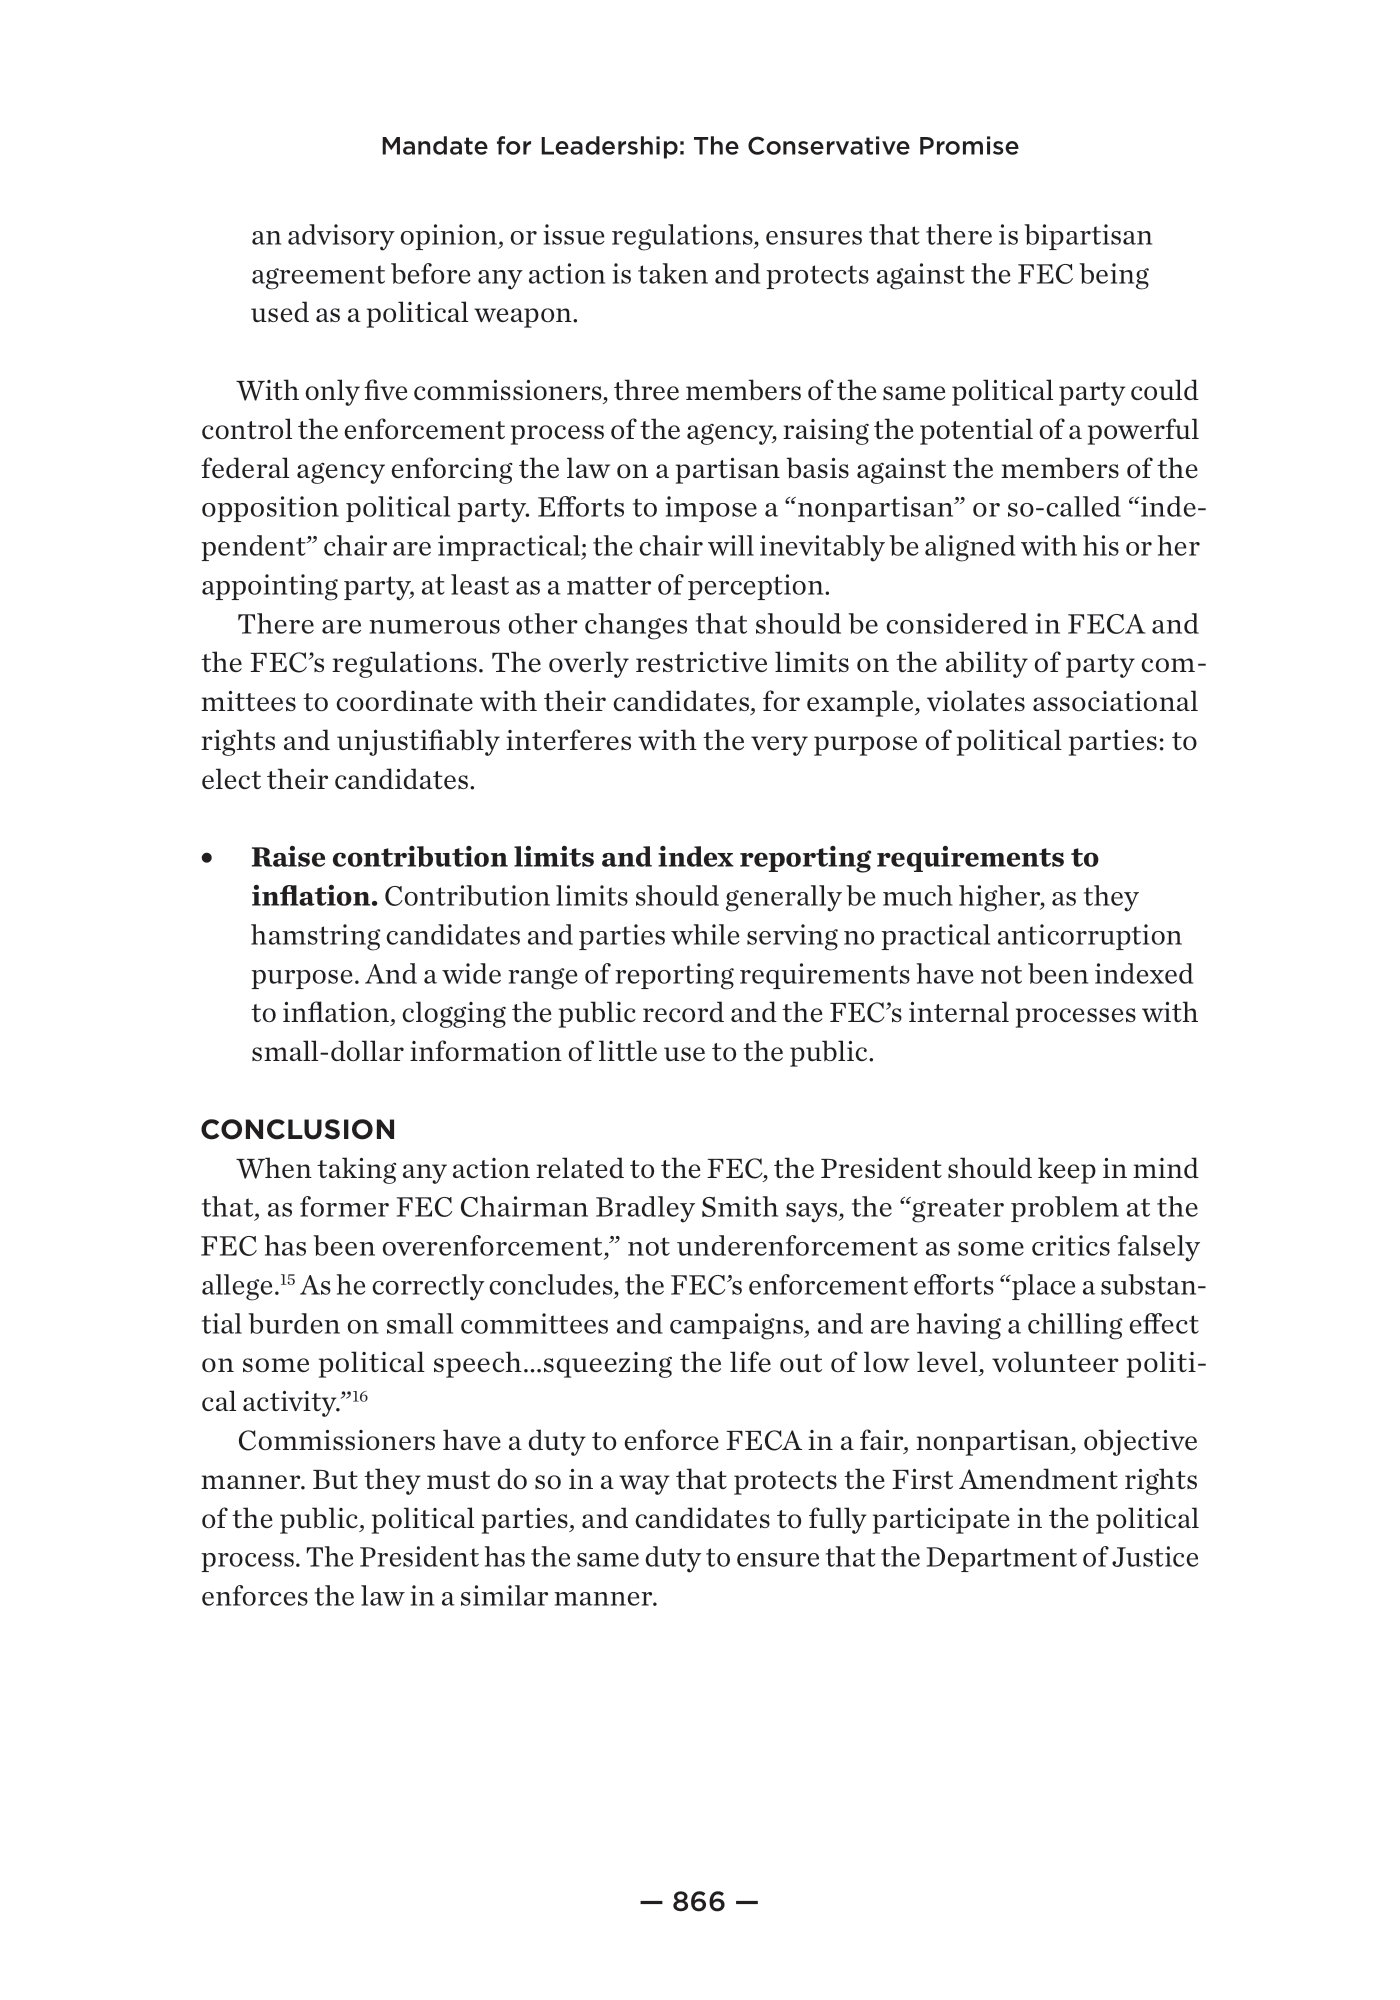 Mandate for Leadership: The Conservative Promise
an advisory opinion, or issue regulations, ensures that there is bipartisan
agreement before any action is taken and protects against the FEC being
used as a political weapon.
With only five commissioners, three members of the same political party could
control the enforcement process of the agency, raising the potential of a powerful
federal agency enforcing the law on a partisan basis against the members of the
opposition political party. Efforts to impose a “nonpartisan” or so-called “inde-
pendent” chair are impractical; the chair will inevitably be aligned with his or her
appointing party, at least as a matter of perception.
There are numerous other changes that should be considered in FECA and
the FEC’s regulations. The overly restrictive limits on the ability of party com-
mittees to coordinate with their candidates, for example, violates associational
rights and unjustifiably interferes with the very purpose of political parties: to
elect their candidates.
• Raise contribution limits and index reporting requirements to
inflation. Contribution limits should generally be much higher, as they
hamstring candidates and parties while serving no practical anticorruption
purpose. And a wide range of reporting requirements have not been indexed
to inflation, clogging the public record and the FEC’s internal processes with
small-dollar information of little use to the public.
CONCLUSION
When taking any action related to the FEC, the President should keep in mind
that, as former FEC Chairman Bradley Smith says, the “greater problem at the
FEC has been overenforcement,” not underenforcement as some critics falsely
allege.¹⁵ As he correctly concludes, the FEC’s enforcement efforts “place a substan-
tial burden on small committees and campaigns, and are having a chilling effect
on some political speech…squeezing the life out of low level, volunteer politi-
cal activity.”¹⁶
Commissioners have a duty to enforce FECA in a fair, nonpartisan, objective
manner. But they must do so in a way that protects the First Amendment rights
of the public, political parties, and candidates to fully participate in the political
process. The President has the same duty to ensure that the Department of Justice
enforces the law in a similar manner.
— 866 —